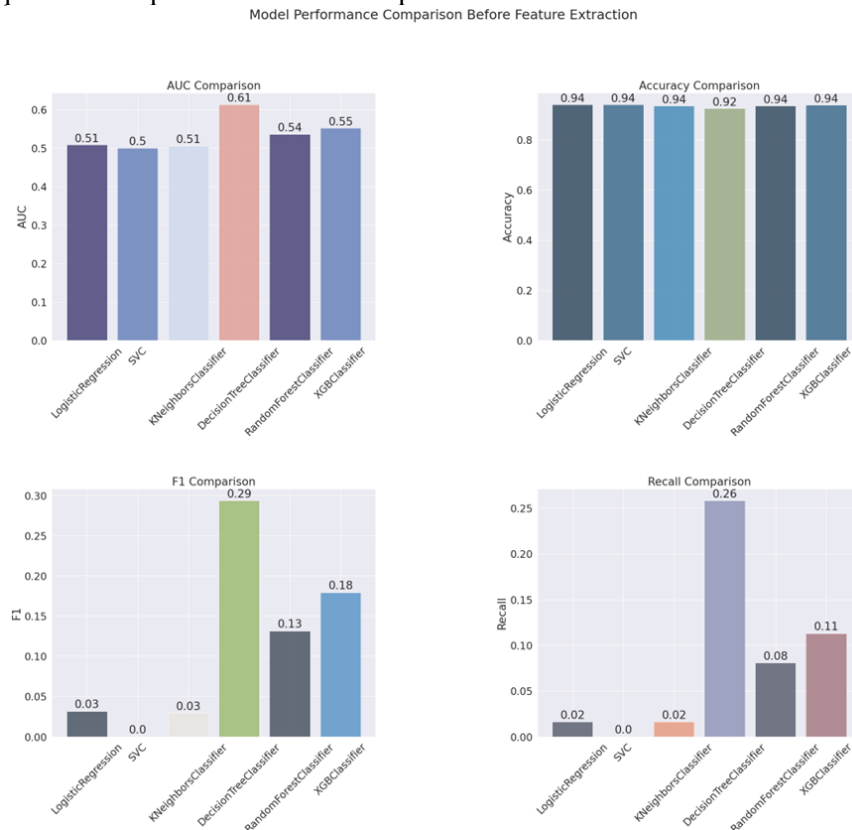 Model Performance Comparison Before Feature Extraction
AUC Comparison
AUC
0.6
0.5
0.4
0.3
0.2
0.1
0.0
0.51
0.5
0.51
0.61
0.54
0.55
LogisticRegression
SVC
KNeighborsClassifier
DecisionTreeClassifier
RandomForestClassifier
XGBClassifier
Accuracy Comparison
Accuracy
0.8
0.6
0.4
0.2
0.0
0.94
0.94
0.94
0.92
0.94
0.94
LogisticRegression
SVC
KNeighborsClassifier
DecisionTreeClassifier
RandomForestClassifier
XGBClassifier
F1 Comparison
F1
0.30
0.25
0.20
0.15
0.10
0.05
0.00
0.03
0.0
0.03
0.29
0.13
0.18
LogisticRegression
SVC
KNeighborsClassifier
DecisionTreeClassifier
RandomForestClassifier
XGBClassifier
Recall Comparison
Recall
0.25
0.20
0.15
0.10
0.05
0.00
0.02
0.0
0.02
0.26
0.08
0.11
LogisticRegression
SVC
KNeighborsClassifier
DecisionTreeClassifier
RandomForestClassifier
XGBClassifier